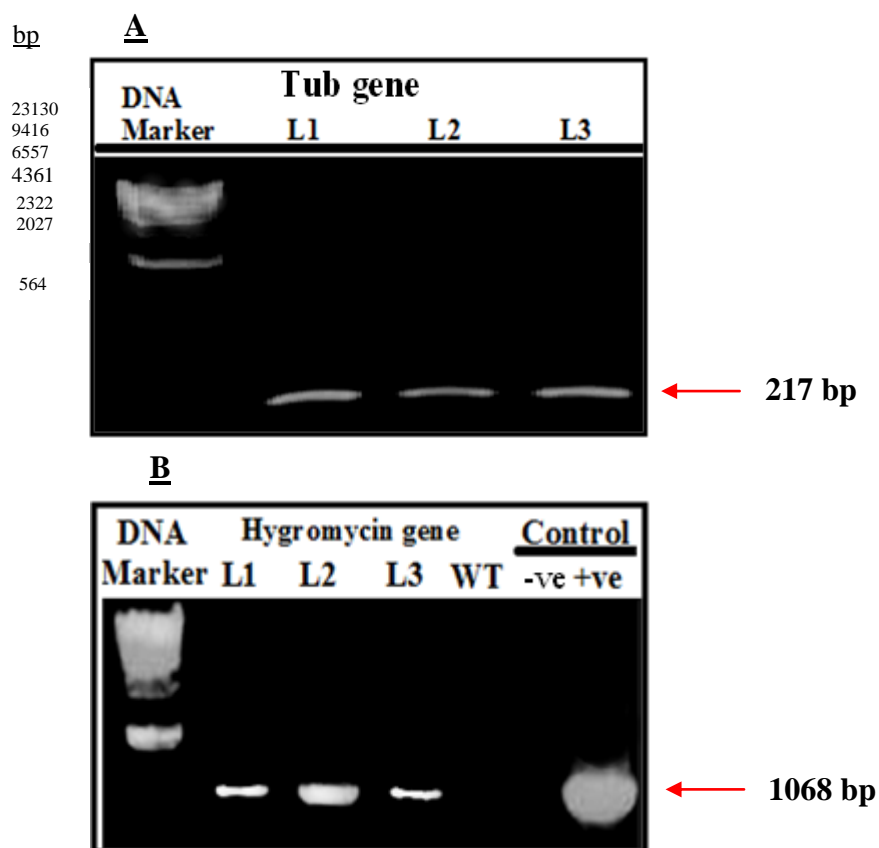 bp
A
23130
9416
6557
4361
2322
2027
564
DNA
Marker
Tub gene
L1 L2 L3
217 bp
B
DNA
Marker
Hygromycin gene
L1 L2 L3 WT
Control
-ve +ve
1068 bp